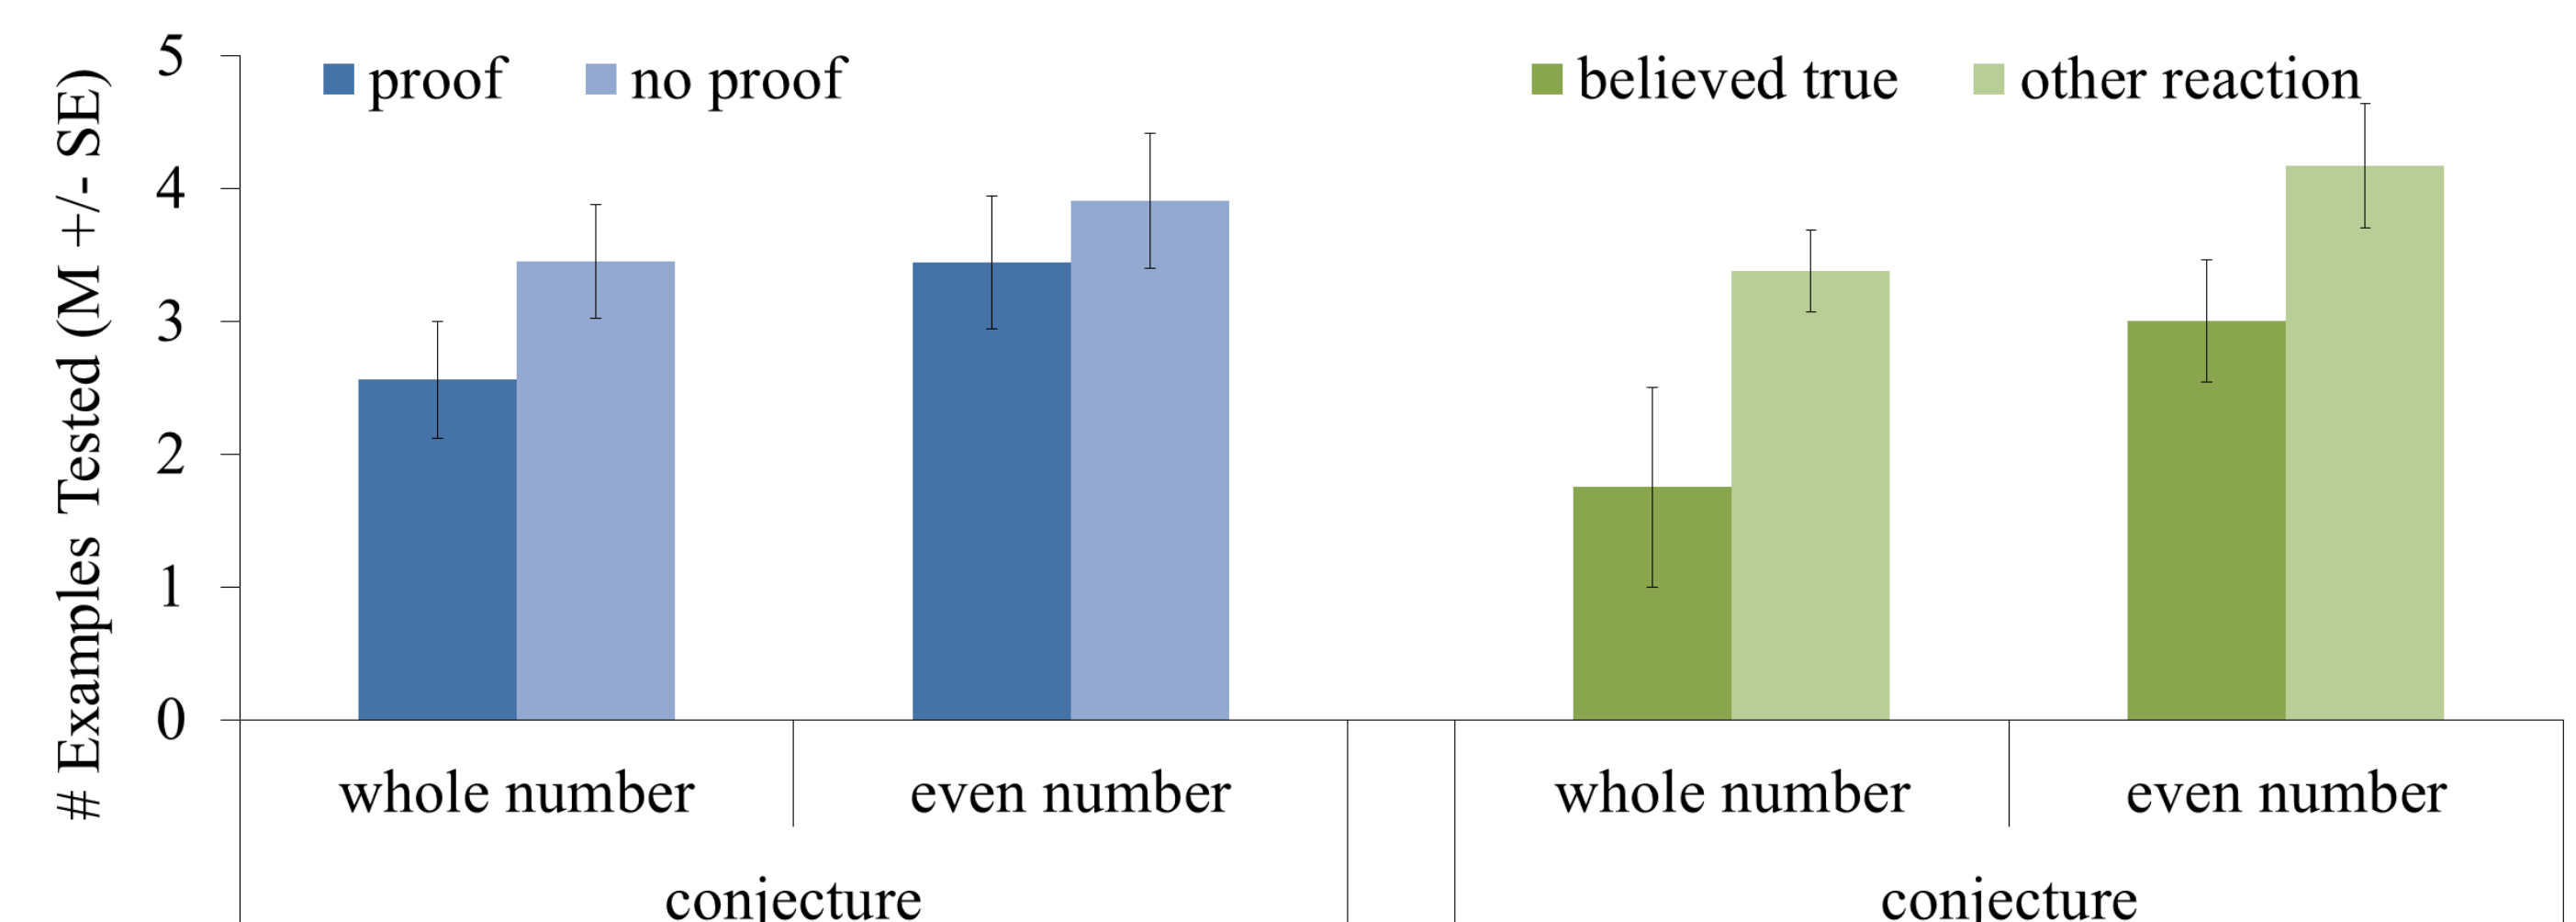 # Examples Tested (M +/- SE)
5
4
3
2
1
0
proof
no proof
believed true
other reaction
whole number
even number
whole number
even number
conjecture
conjecture